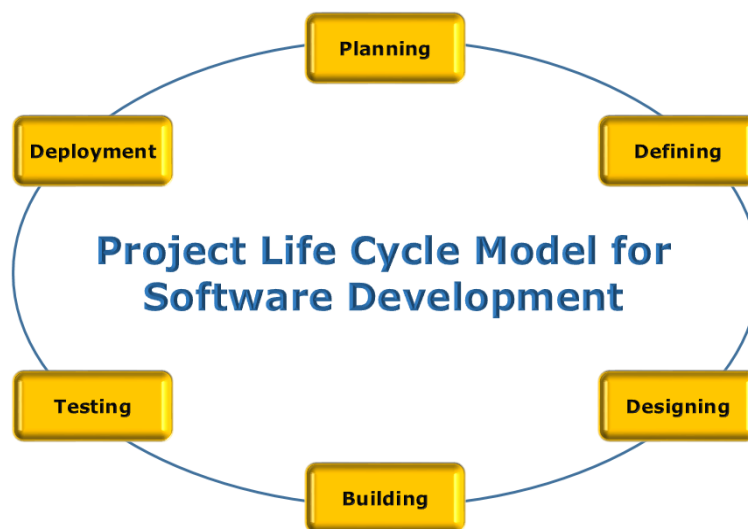 Planning
Deployment
Defining
Project Life Cycle Model for
Software Development
Testing
Designing
Building